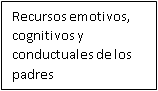 Recursos emotivos,
cognitivos y
conductuales de los
padres